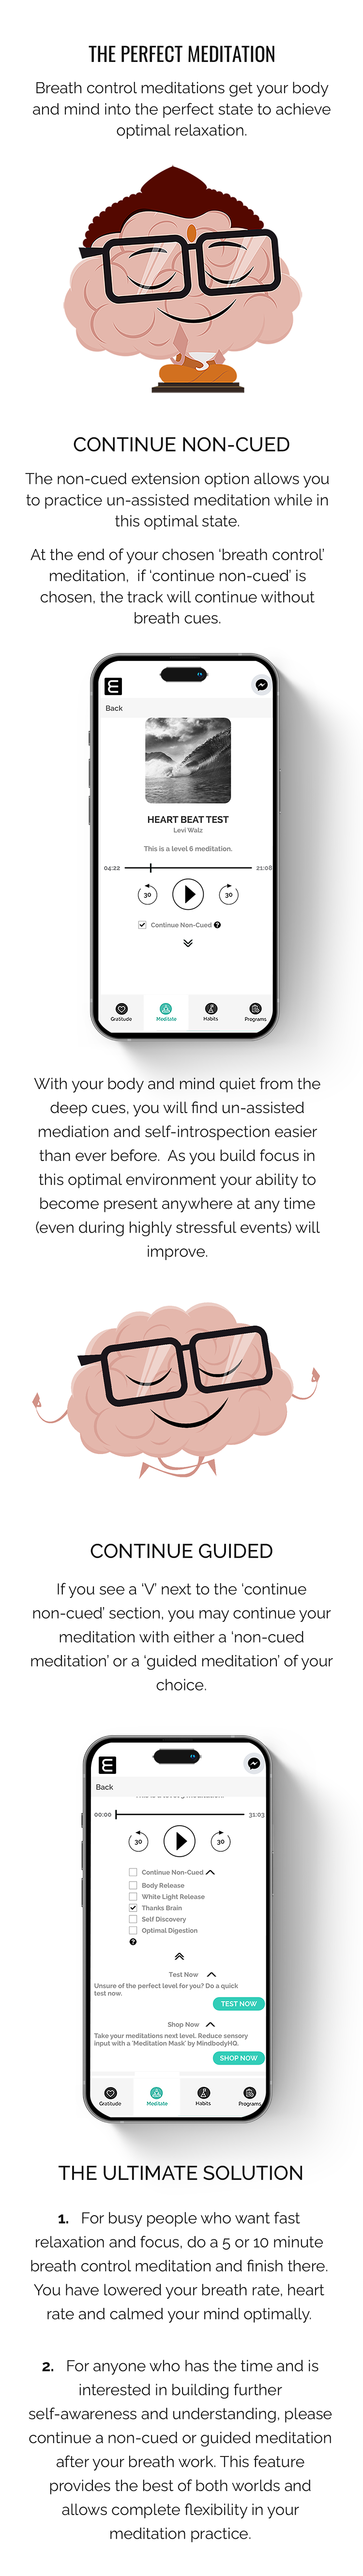 THE PERFECT MEDITATION
Breath control meditations get your body
and mind into the perfect state to achieve
optimal relaxation.
CONTINUE NON-CUED
The non-cued extension option allows you
to practice un-assisted meditation while in
this optimal state.
At the end of your chosen ‘breath control’
meditation, if ‘continue non-cued’ is
chosen, the track will continue without
breath cues.
Back
HEART BEAT TEST
Levi Walz
This is a level 6 meditation.
04:22 21:08
30 30
Continue Non-Cued ?
Gratitude Meditate Habits Programs
With your body and mind quiet from the
deep cues, you will find un-assisted
mediation and self-introspection easier
than ever before. As you build focus in
this optimal environment your ability to
become present anywhere at any time
(even during highly stressful events) will
improve.
CONTINUE GUIDED
If you see a ‘V’ next to the ‘continue
non-cued’ section, you may continue your
meditation with either a ‘non-cued
meditation’ or a ‘guided meditation’ of your
choice.
Back
00:00 31:03
30 30
Continue Non-Cued
Body Release
White Light Release
Thanks Brain
Self Discovery
Optimal Digestion
?
Test Now
Unsure of the perfect level for you? Do a quick
test now.
TEST NOW
Shop Now
Take your meditations next level. Reduce sensory
input with a 'Meditation Mask' by MindbodyHQ.
SHOP NOW
Gratitude Meditate Habits Programs
THE ULTIMATE SOLUTION
1. For busy people who want fast
relaxation and focus, do a 5 or 10 minute
breath control meditation and finish there.
You have lowered your breath rate, heart
rate and calmed your mind optimally.
2. For anyone who has the time and is
interested in building further
self-awareness and understanding, please
continue a non-cued or guided meditation
after your breath work. This feature
provides the best of both worlds and
allows complete flexibility in your
meditation practice.